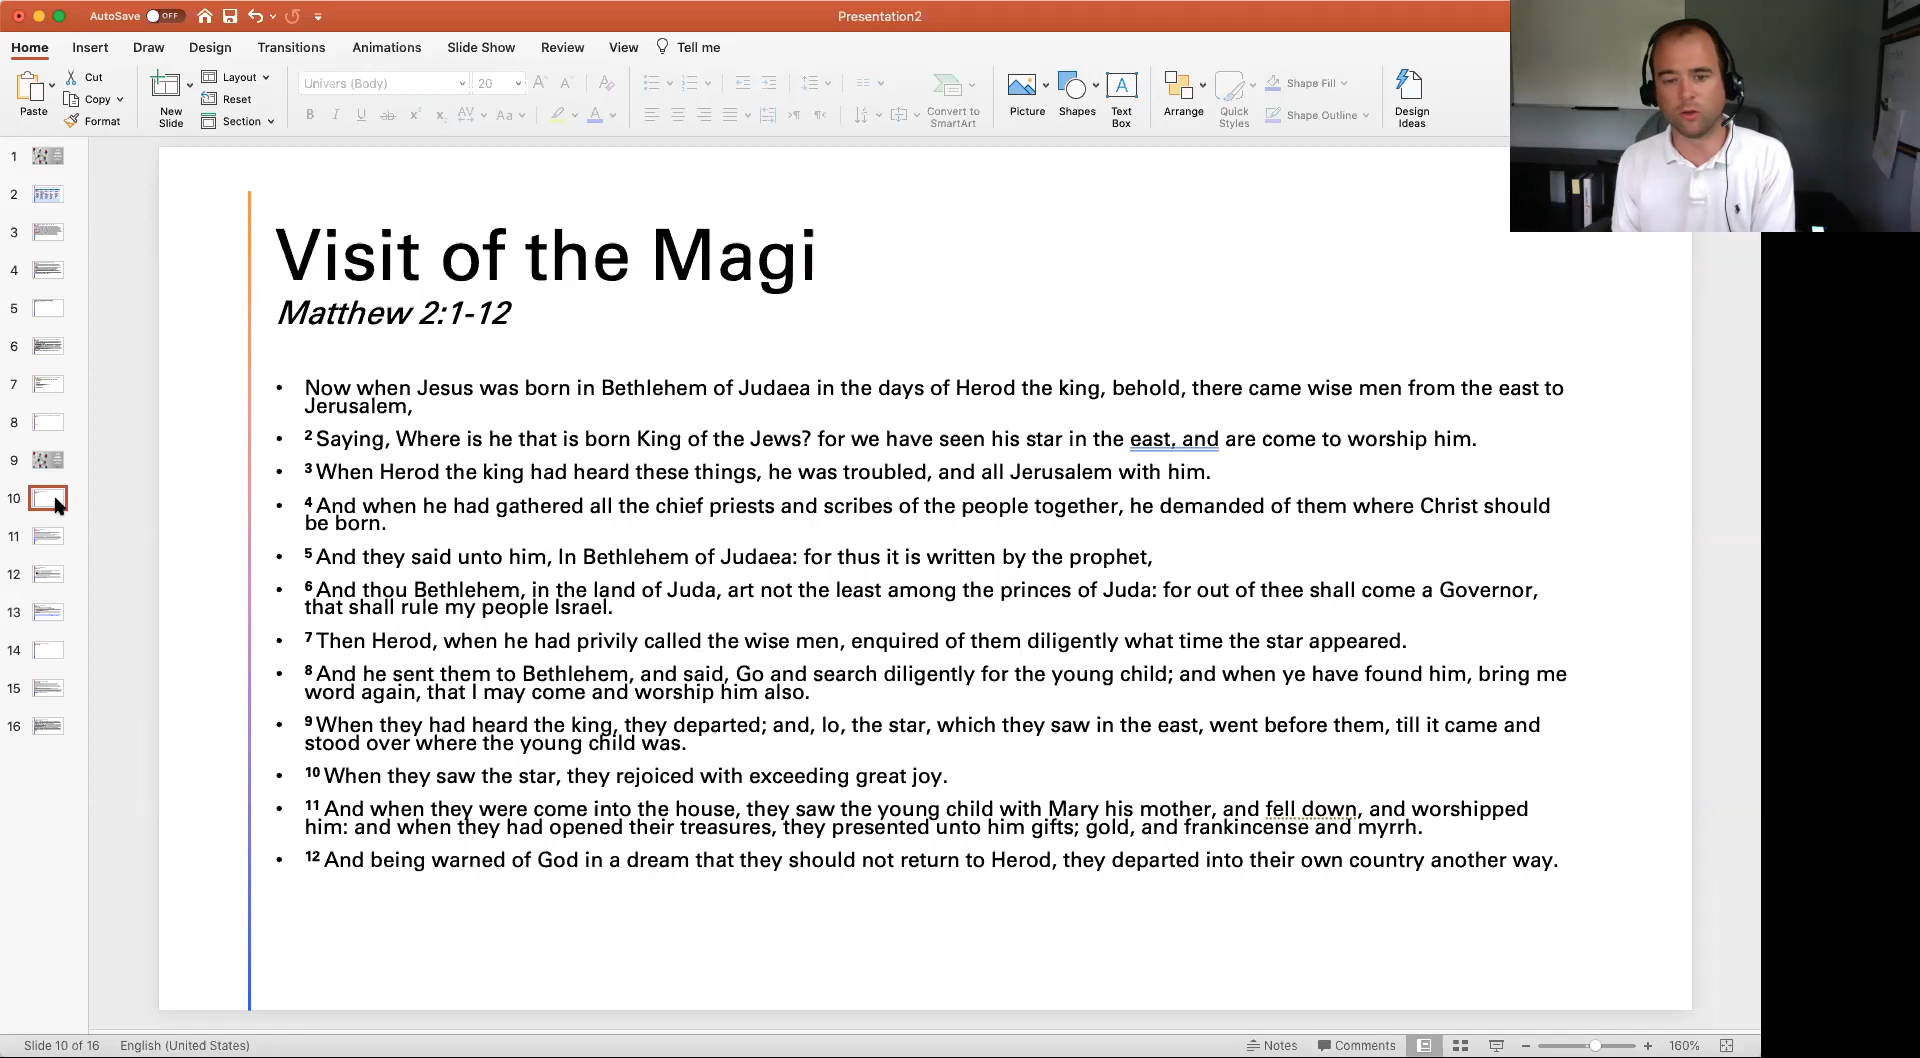 AutoSave OFF
Presentation2
Home Insert Draw Design Transitions Animations Slide Show Review View Tell me
Paste
Cut
Copy
Format
New
Slide
Layout
Reset
Section
Univers (Body) 20
Convert to
SmartArt
Picture
Shapes
Text
Box
Arrange
Quick
Styles
Shape Fill
Shape Outline
Design
Ideas
1
2
3
4
5
6
7
8
9
10
11
12
13
14
15
16
Visit of the Magi
Matthew 2:1-12
• Now when Jesus was born in Bethlehem of Judaea in the days of Herod the king, behold, there came wise men from the east to
Jerusalem,
• 2 Saying, Where is he that is born King of the Jews? for we have seen his star in the east, and are come to worship him.
• 3 When Herod the king had heard these things, he was troubled, and all Jerusalem with him.
• 4 And when he had gathered all the chief priests and scribes of the people together, he demanded of them where Christ should
be born.
• 5 And they said unto him, In Bethlehem of Judaea: for thus it is written by the prophet,
• 6 And thou Bethlehem, in the land of Juda, art not the least among the princes of Juda: for out of thee shall come a Governor,
that shall rule my people Israel.
• 7 Then Herod, when he had privily called the wise men, enquired of them diligently what time the star appeared.
• 8 And he sent them to Bethlehem, and said, Go and search diligently for the young child; and when ye have found him, bring me
word again, that I may come and worship him also.
• 9 When they had heard the king, they departed; and, lo, the star, which they saw in the east, went before them, till it came and
stood over where the young child was.
• 10 When they saw the star, they rejoiced with exceeding great joy.
• 11 And when they were come into the house, they saw the young child with Mary his mother, and fell down, and worshipped
him: and when they had opened their treasures, they presented unto him gifts; gold, and frankincense and myrrh.
• 12 And being warned of God in a dream that they should not return to Herod, they departed into their own country another way.
Slide 10 of 16 English (United States) Notes Comments 160%